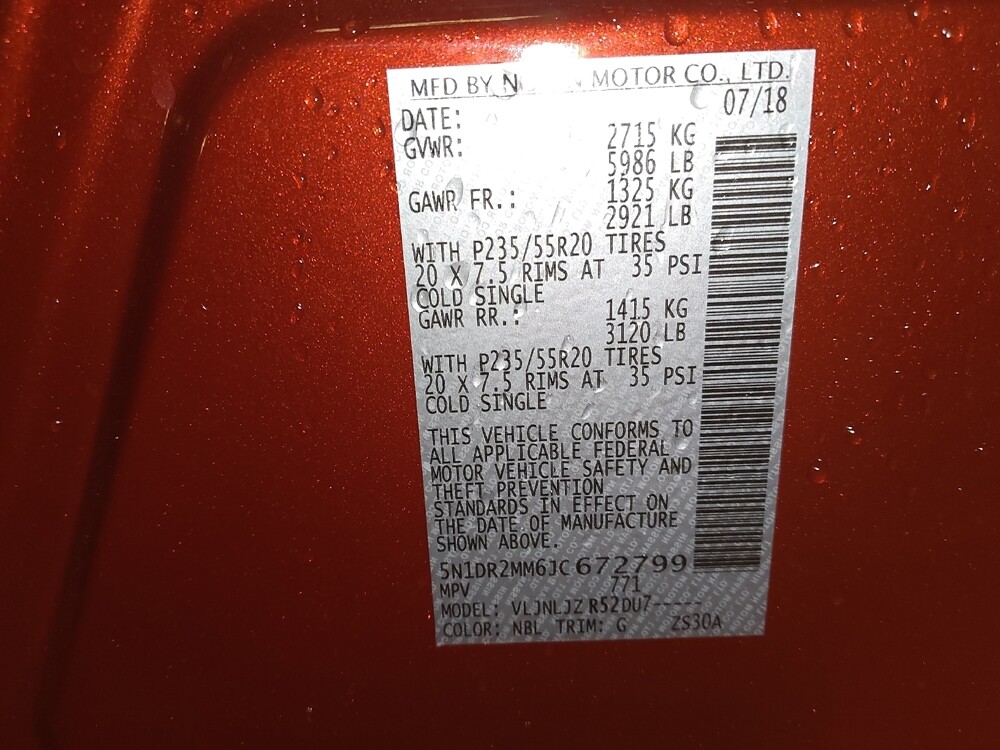 MFD BY MOTOR CO., LTD.
DATE: 07/18
GVWR: 2715 KG
5986 LB
GAWR FR.: 1325 KG
2921 LB
WITH P235/55R20 TIRES
20 X 7.5 RIMS AT 35 PSI
COLD SINGLE
GAWR RR.: 1415 KG
3120 LB
WITH P235/55R20 TIRES
20 X 7.5 RIMS AT 35 PSI
COLD SINGLE
THIS VEHICLE CONFORMS TO
ALL APPLICABLE FEDERAL
MOTOR VEHICLE SAFETY AND
THEFT PREVENTION
STANDARDS IN EFFECT ON
THE DATE OF MANUFACTURE
SHOWN ABOVE.
5N1DR2MM6JC672799
MPV 771
MODEL: VLJNLJZ R52DU7-----
COLOR: NBL TRIM: G ZS30A